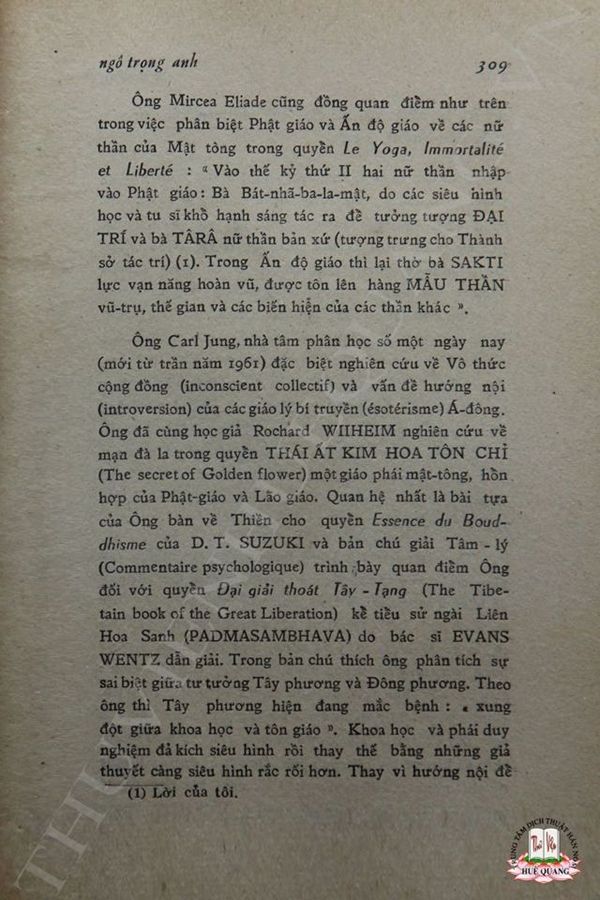 ngô trọng anh 309
Ông Mircea Eliade cũng đồng quan điểm như trên
trong việc phân biệt Phật giáo và Ấn độ giáo về các nữ
thần của Mật tông trong quyển Le Yoga, Immortalité
et Liberté : « Vào thế kỷ thứ II hai nữ thần nhập
vào Phật giáo : Bà Bát-nhã-ba-la-mật, do các siêu hình
học và tu sĩ khổ hạnh sáng tác ra đề tưởng tượng ĐẠI
TRÍ và bà TÂRÂ nữ thần bản xứ (tượng trưng cho Thành
sở tác trí) (1). Trong Ấn độ giáo thì lại thờ bà SAKTI
lực vạn năng hoàn vũ, được tôn lên hàng MẪU THẦN
vũ-trụ, thế gian và các biến hiện của các thần khác ».
Ông Carl Jung, nhà tâm phân học số một ngày nay
(mới từ trần năm 1961) đặc biệt nghiên cứu về Vô thức
cộng đồng (inconscient collectif) và vấn đề hướng nội
(introversion) của các giáo lý bí truyền (ésotérisme) Á-đông.
Ông đã cùng học giả Rochard WIIHEIM nghiên cứu về
mạn đà la trong quyền THÁI ẤT KIM HOA TÔN CHỈ
(The secret of Golden flower) một giáo phái mật-tông, hồn
hợp của Phật-giáo và Lão giáo. Quan hệ nhất là bài tựa
của Ông bàn về Thiền cho quyển Essence du Boud-
dhisme của D. T. SUZUKI và bản chú giải Tâm - lý
(Commentaire psychologique) trình bày quan điểm Ông
đối với quyển Đại giải thoát Tây - Tạng (The Tibe-
tain book of the Great Liberation) kề tiều sử ngài Liên
Hoa Sanh (PADMASAMBHAVA) do bác sĩ EVANS
WENTZ dẫn giải. Trong bản chú thích ông phân tích sự
sai biệt giữa tư tưởng Tây phương và Đông phương. Theo
ông thì Tây phương hiện đang mắc bệnh : « xung
đột giữa khoa học và tôn giáo ». Khoa học và phái duy
nghiệm đả kích siêu hình rồi thay thế bằng những giả
thuyết càng siêu hình rắc rối hơn. Thay vì hướng nội đề
(1) Lời của tôi.
TRUNG TÂM DỊCH THUẬT HÁN NÔM
HUỆ QUANG